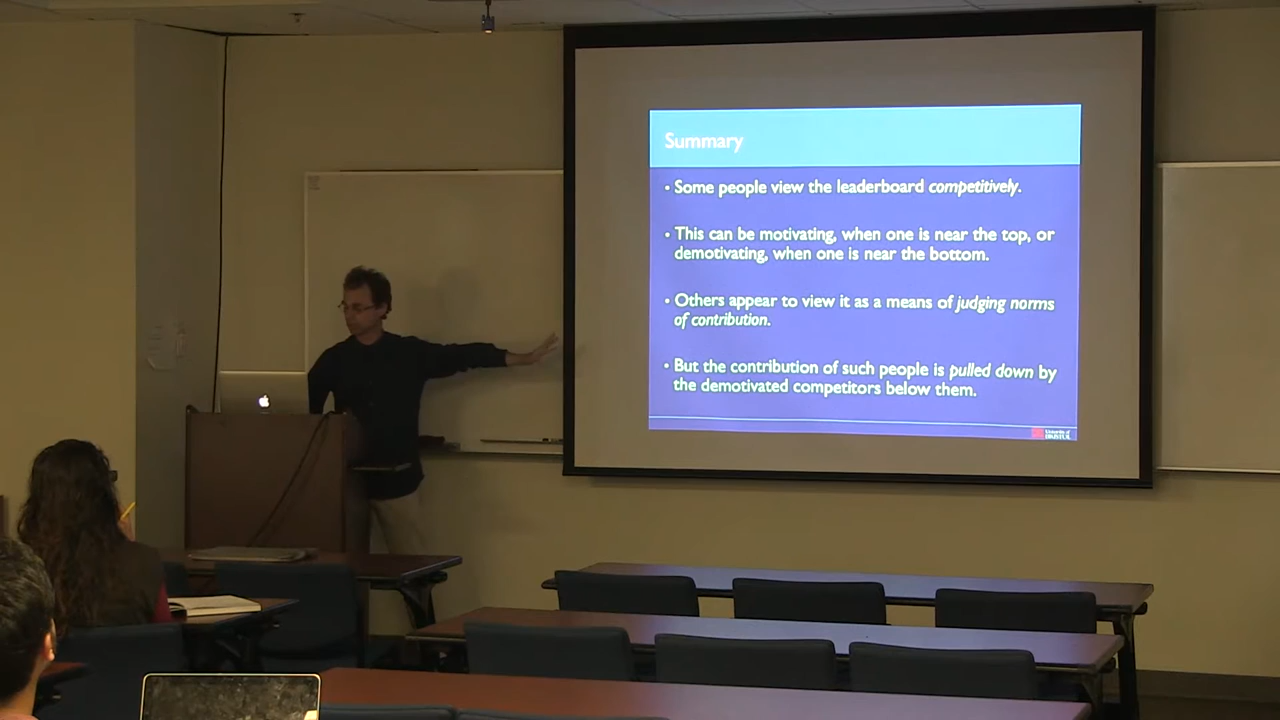 Summary
• Some people view the leaderboard competitively.
• This can be motivating, when one is near the top, or
demotivating, when one is near the bottom.
• Others appear to view it as a means of judging norms
of contribution.
• But the contribution of such people is pulled down by
the demotivated competitors below them.
University of